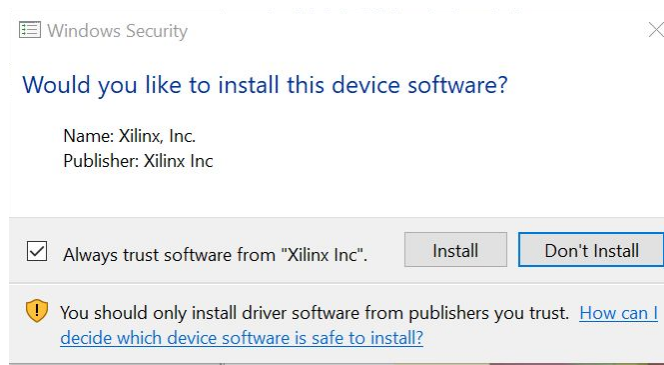 Windows Security
Would you like to install this device software?
Name: Xilinx, Inc.
Publisher: Xilinx Inc
Always trust software from "Xilinx Inc".
Install
Don't Install
You should only install driver software from publishers you trust. How can I
decide which device software is safe to install?